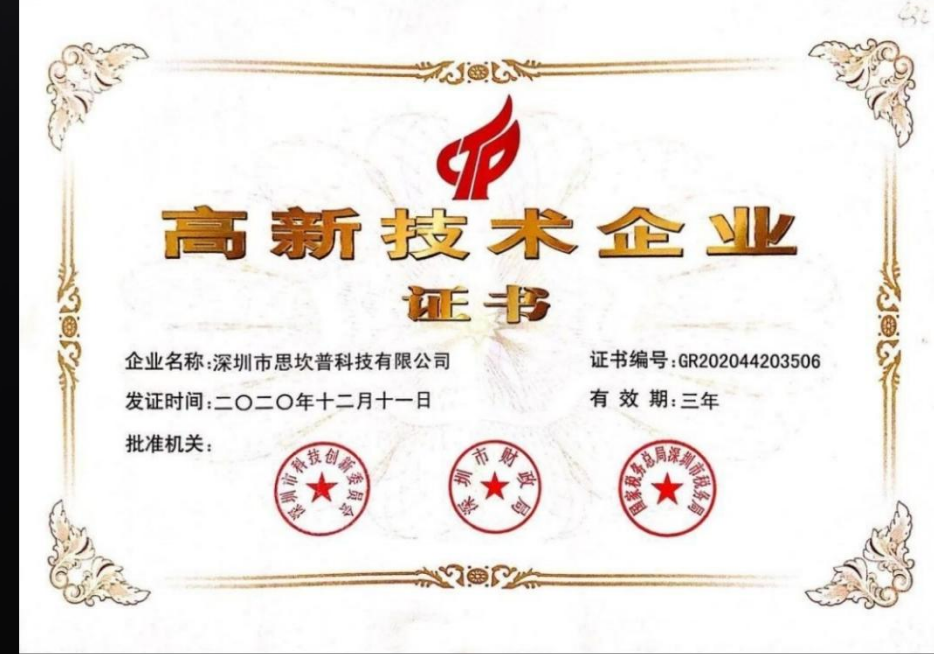 高新技术企业
证书
企业名称:深圳市思坎普科技有限公司
证书编号:GR202044203506
发证时间:二〇二〇年十二月十一日
有 效 期:三年
批准机关:
深圳市科技创新委员会
深圳市财政局
国家税务总局深圳市税务局